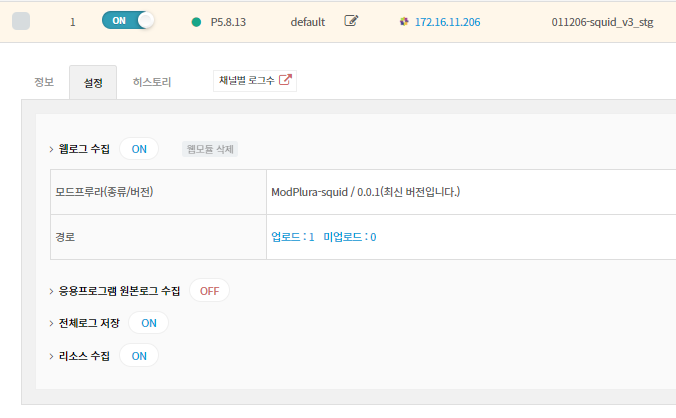 1 ON P5.8.13 default 172.16.11.206 011206-squid_v3_stg
정보 설정 히스토리 채널별 로그수
웹로그 수집 ON 웹모듈 삭제
모드프루라(종류/버전) ModPlura-squid / 0.0.1(최신 버전입니다.)
경로 업로드 : 1 미업로드 : 0
응용프로그램 원본로그 수집 OFF
전체로그 저장 ON
리소스 수집 ON